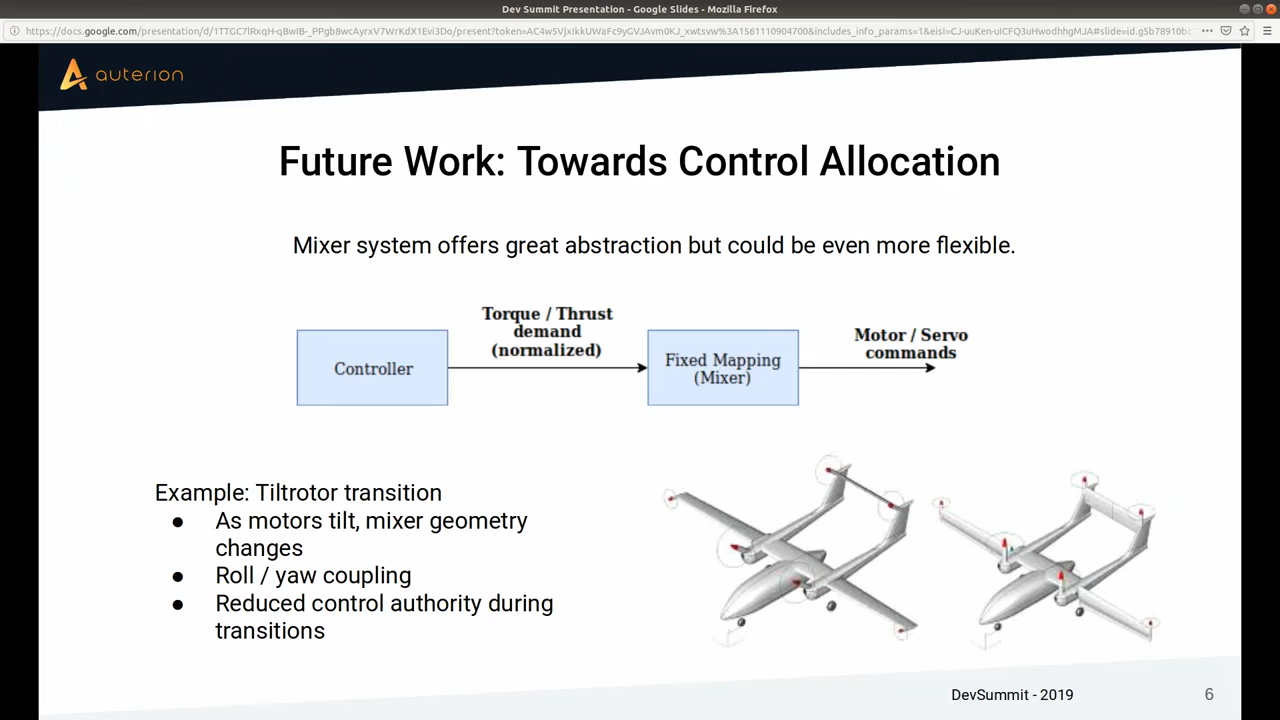 Dev Summit Presentation - Google Slides - Mozilla Firefox
auterion
Future Work: Towards Control Allocation
Mixer system offers great abstraction but could be even more flexible.
Torque / Thrust
demand
(normalized)
Motor / Servo
commands
Controller
Fixed Mapping
(Mixer)
Example: Tiltrotor transition
● As motors tilt, mixer geometry
changes
● Roll / yaw coupling
● Reduced control authority during
transitions
DevSummit - 2019
6